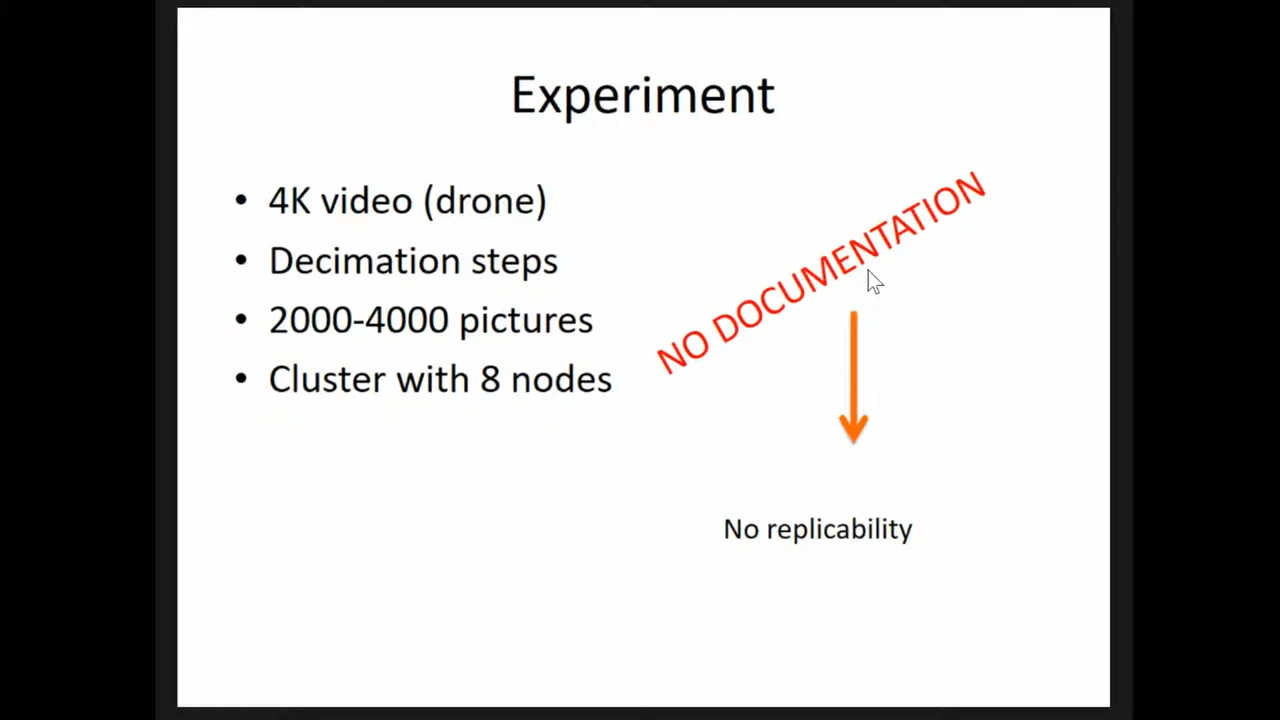 Experiment
• 4K video (drone)
• Decimation steps
• 2000-4000 pictures
• Cluster with 8 nodes
NO DOCUMENTATION
No replicability